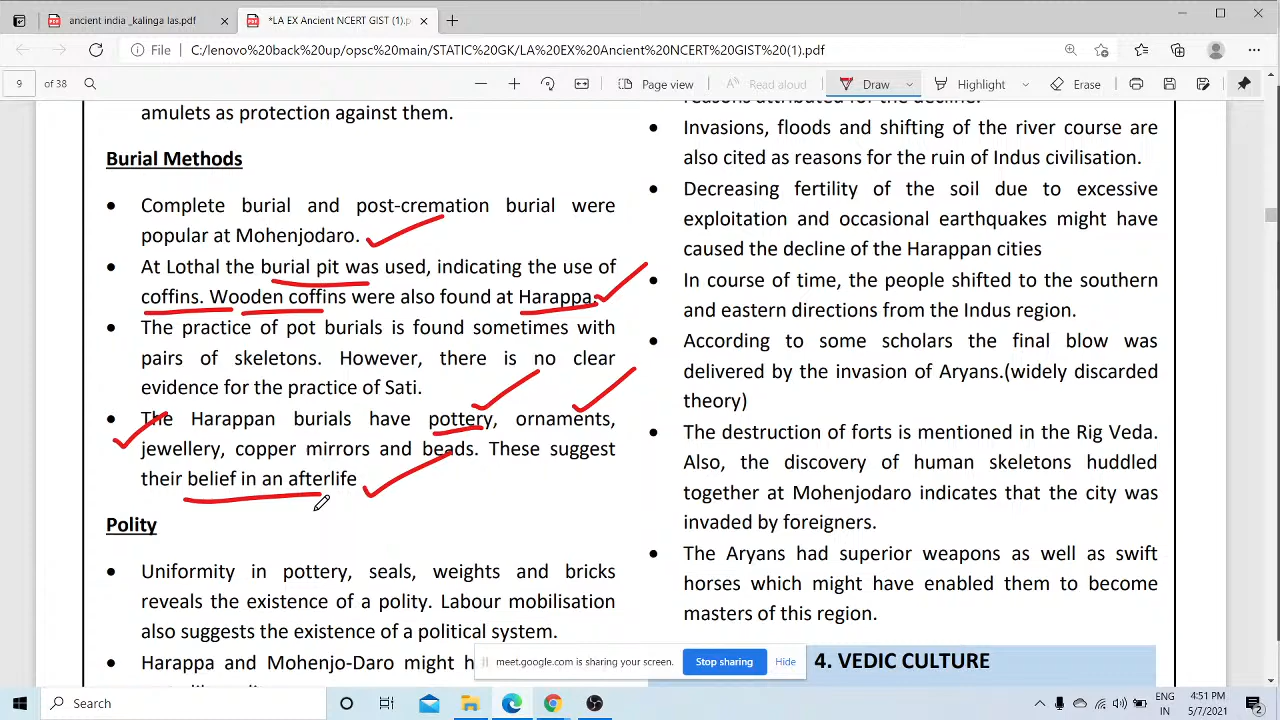 ancient india _kalinga Ias.pdf
*LA EX Ancient NCERT GIST (1).p
File
C:/lenovo%20back%20up/opsc%20main/STATIC%20GK/LA%20EX%20Ancient%20NCERT%20GIST%20(1).pdf
9 of 38
Page view
Read aloud
Draw
Highlight
Erase
amulets as protection against them.
Burial Methods
• Complete burial and post-cremation burial were
popular at Mohenjodaro.
• At Lothal the burial pit was used, indicating the use of
coffins. Wooden coffins were also found at Harappa.
• The practice of pot burials is found sometimes with
pairs of skeletons. However, there is no clear
evidence for the practice of Sati.
• The Harappan burials have pottery, ornaments,
jewellery, copper mirrors and beads. These suggest
their belief in an afterlife
Polity
• Uniformity in pottery, seals, weights and bricks
reveals the existence of a polity. Labour mobilisation
also suggests the existence of a political system.
• Harappa and Mohenjo-Daro might h
reasons attributed for the decline.
• Invasions, floods and shifting of the river course are
also cited as reasons for the ruin of Indus civilisation.
• Decreasing fertility of the soil due to excessive
exploitation and occasional earthquakes might have
caused the decline of the Harappan cities
• In course of time, the people shifted to the southern
and eastern directions from the Indus region.
• According to some scholars the final blow was
delivered by the invasion of Aryans.(widely discarded
theory)
• The destruction of forts is mentioned in the Rig Veda.
Also, the discovery of human skeletons huddled
together at Mohenjodaro indicates that the city was
invaded by foreigners.
• The Aryans had superior weapons as well as swift
horses which might have enabled them to become
masters of this region.
4. VEDIC CULTURE
meet.google.com is sharing your screen.
Stop sharing
Hide
Search
ENG
IN
4:51 PM
5/7/2021
2